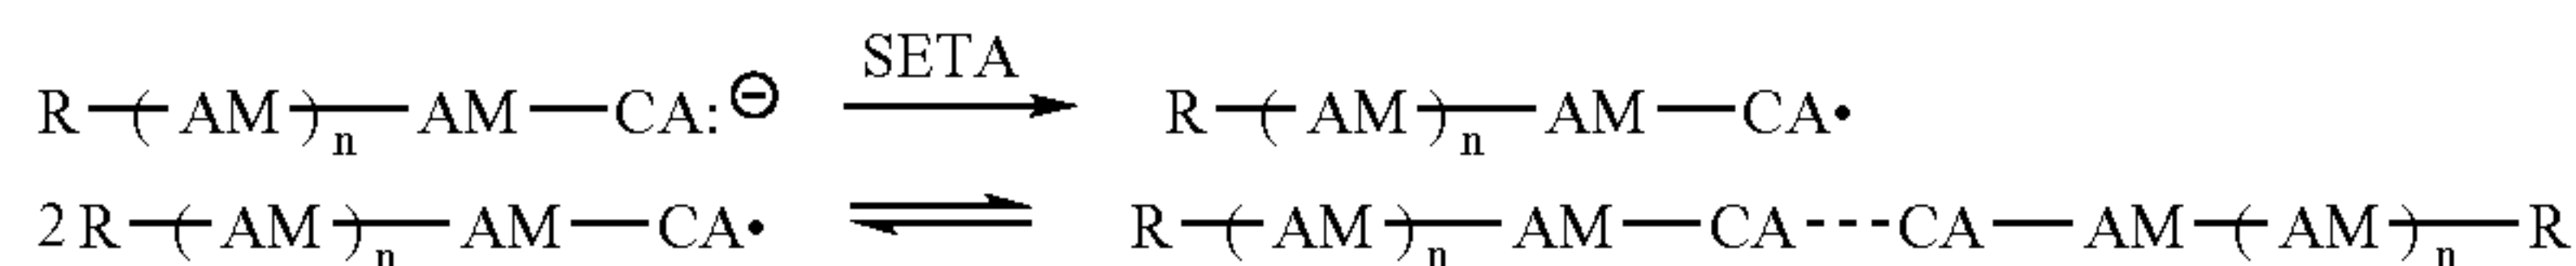 SETA
R—(AM)n—AM—CA:⊖ → R—(AM)n—AM—CA•
2 R—(AM)n—AM—CA• ⇌ R—(AM)n—AM—CA---CA—AM—(AM)n—R